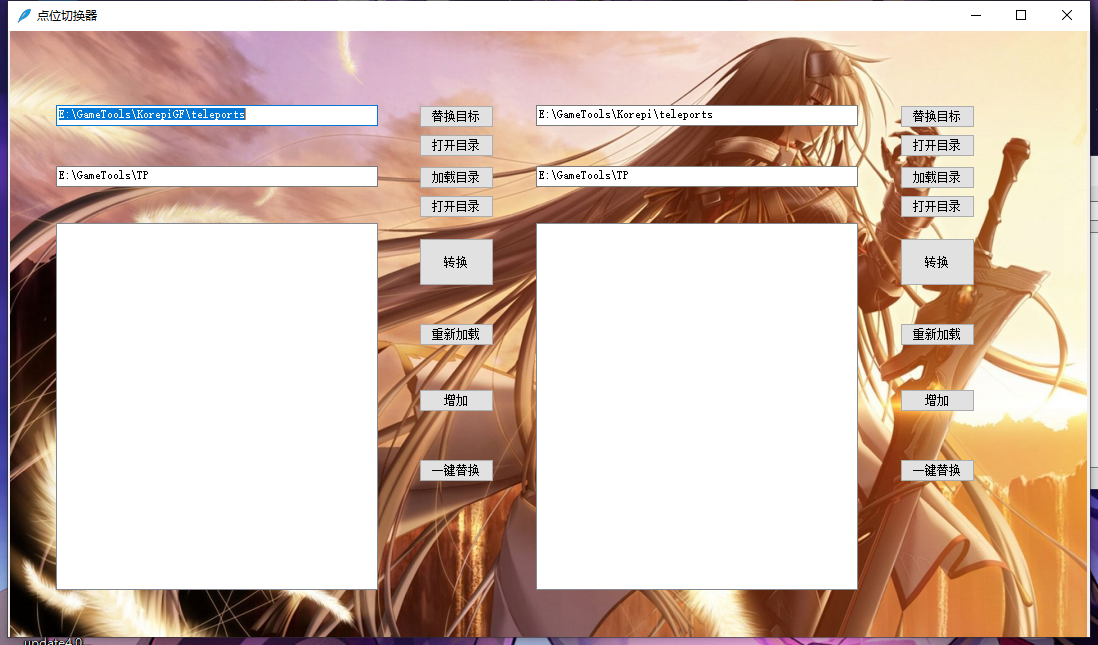 点位切换器
E:\GameTools\KorepiGF\teleports
替换目标
E:\GameTools\Korepi\teleports
替换目标
打开目录
打开目录
E:\GameTools\TP
加载目录
E:\GameTools\TP
加载目录
打开目录
打开目录
转换
转换
重新加载
重新加载
增加
增加
一键替换
一键替换
update4.0